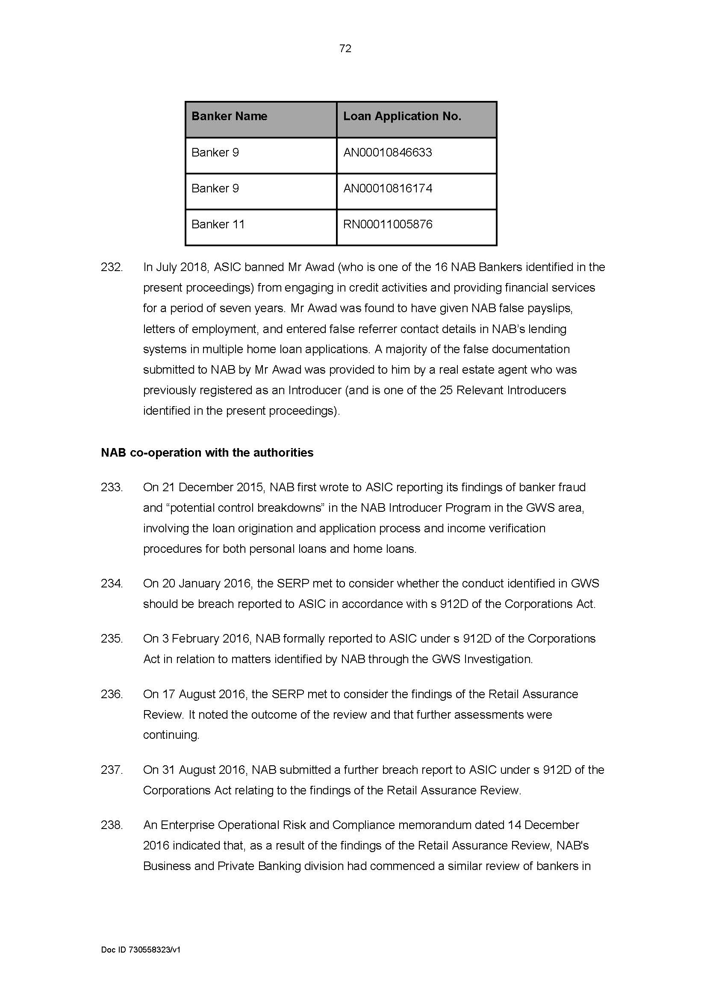 72
Banker Name Loan Application No.
Banker 9 AN00010846633
Banker 9 AN00010816174
Banker 11 RN00011005876
232. In July 2018, ASIC banned Mr Awad (who is one of the 16 NAB Bankers identified in the
present proceedings) from engaging in credit activities and providing financial services
for a period of seven years. Mr Awad was found to have given NAB false payslips,
letters of employment, and entered false referrer contact details in NAB’s lending
systems in multiple home loan applications. A majority of the false documentation
submitted to NAB by Mr Awad was provided to him by a real estate agent who was
previously registered as an Introducer (and is one of the 25 Relevant Introducers
identified in the present proceedings).
NAB co-operation with the authorities
233. On 21 December 2015, NAB first wrote to ASIC reporting its findings of banker fraud
and “potential control breakdowns” in the NAB Introducer Program in the GWS area,
involving the loan origination and application process and income verification
procedures for both personal loans and home loans.
234. On 20 January 2016, the SERP met to consider whether the conduct identified in GWS
should be breach reported to ASIC in accordance with s 912D of the Corporations Act.
235. On 3 February 2016, NAB formally reported to ASIC under s 912D of the Corporations
Act in relation to matters identified by NAB through the GWS Investigation.
236. On 17 August 2016, the SERP met to consider the findings of the Retail Assurance
Review. It noted the outcome of the review and that further assessments were
continuing.
237. On 31 August 2016, NAB submitted a further breach report to ASIC under s 912D of the
Corporations Act relating to the findings of the Retail Assurance Review.
238. An Enterprise Operational Risk and Compliance memorandum dated 14 December
2016 indicated that, as a result of the findings of the Retail Assurance Review, NAB's
Business and Private Banking division had commenced a similar review of bankers in
Doc ID 730558323/v1